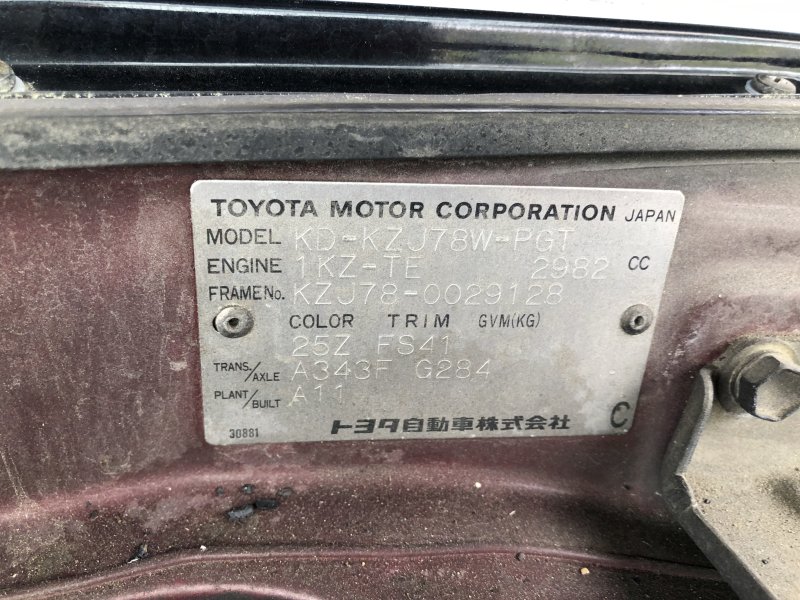 TOYOTA MOTOR CORPORATION JAPAN
MODEL KD-KZJ78W-PGT
ENGINE 1KZ-TE 2982 CC
FRAME No. KZJ78-0029128
COLOR TRIM GVM(KG)
25Z FS41
TRANS./AXLE A343F G284
PLANT/BUILT A11
30881 トヨタ自動車株式会社 C